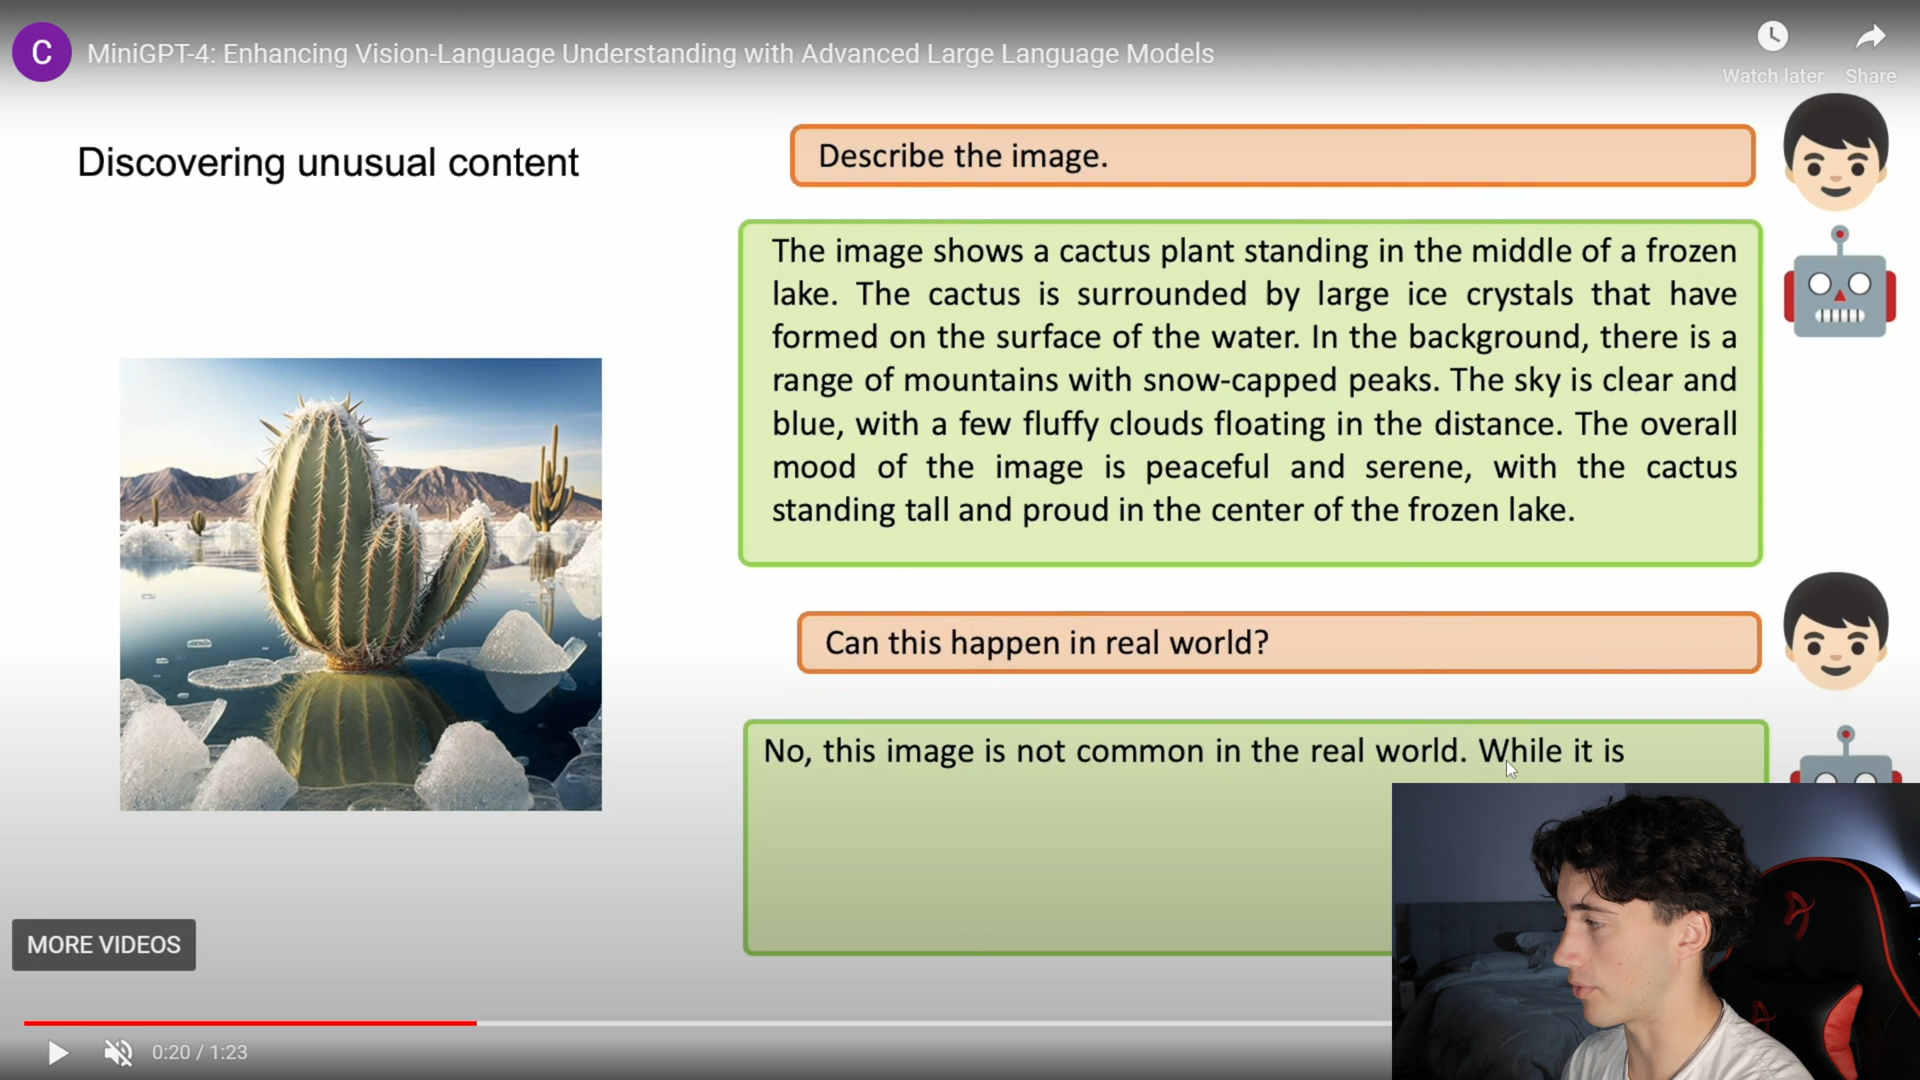 C
MiniGPT-4: Enhancing Vision-Language Understanding with Advanced Large Language Models
Watch later
Share
Discovering unusual content
Describe the image.
The image shows a cactus plant standing in the middle of a frozen
lake. The cactus is surrounded by large ice crystals that have
formed on the surface of the water. In the background, there is a
range of mountains with snow-capped peaks. The sky is clear and
blue, with a few fluffy clouds floating in the distance. The overall
mood of the image is peaceful and serene, with the cactus
standing tall and proud in the center of the frozen lake.
Can this happen in real world?
No, this image is not common in the real world. While it is
MORE VIDEOS
0:20 / 1:23